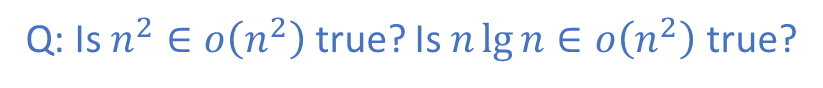 Q: Is n² ∈ o(n²) true? Is n lg n ∈ o(n²) true?